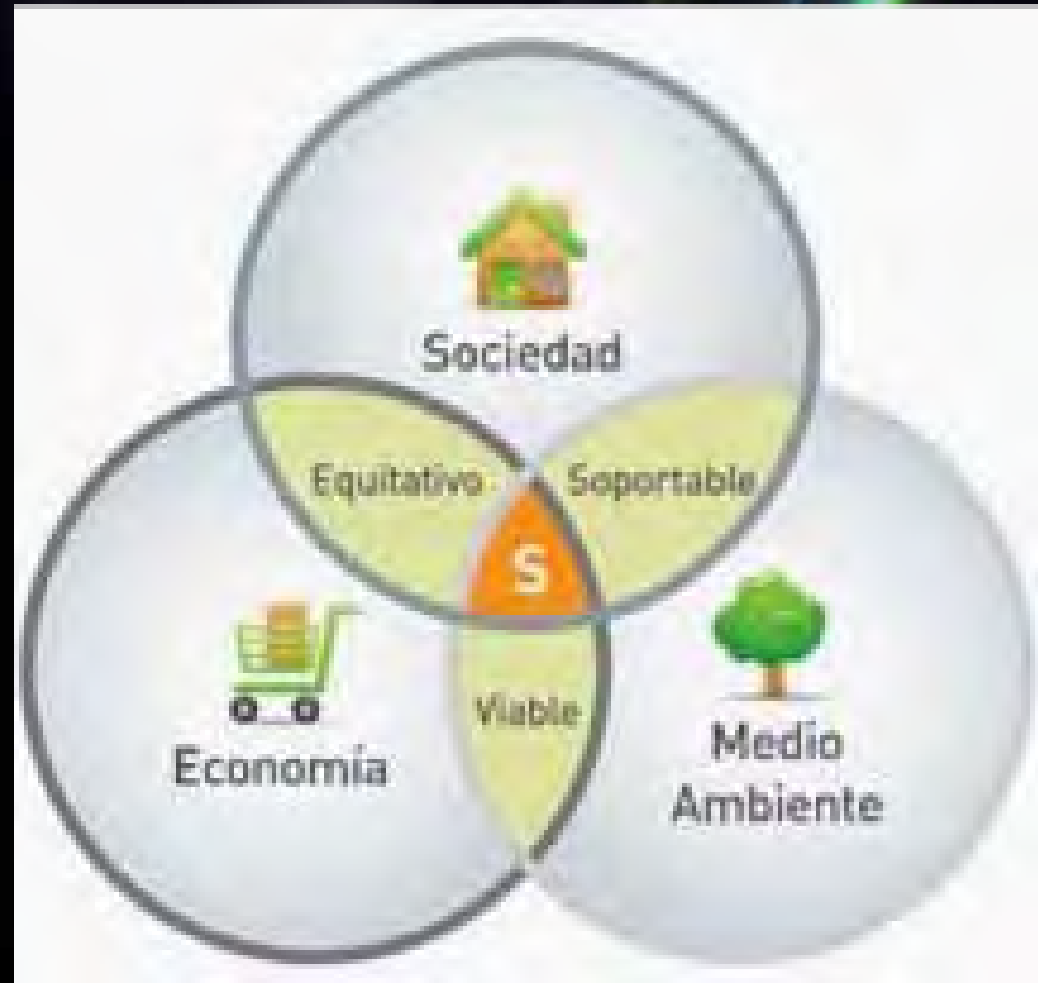 Sociedad
Equitativo
Soportable
S
Viable
Economía
Medio
Ambiente